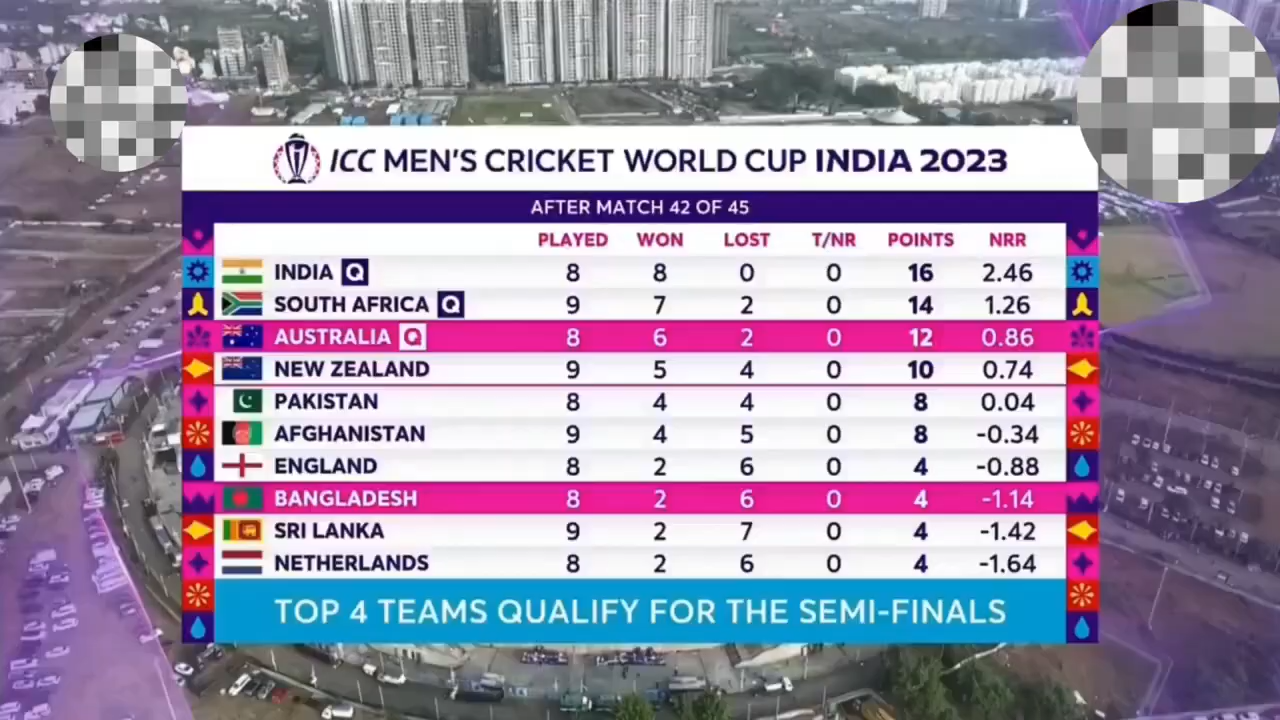 ICC MEN'S CRICKET WORLD CUP INDIA 2023
AFTER MATCH 42 OF 45
PLAYED WON LOST T/NR POINTS NRR
INDIA Q 8 8 0 0 16 2.46
SOUTH AFRICA Q 9 7 2 0 14 1.26
AUSTRALIA Q 8 6 2 0 12 0.86
NEW ZEALAND 9 5 4 0 10 0.74
PAKISTAN 8 4 4 0 8 0.04
AFGHANISTAN 9 4 5 0 8 -0.34
ENGLAND 8 2 6 0 4 -0.88
BANGLADESH 8 2 6 0 4 -1.14
SRI LANKA 9 2 7 0 4 -1.42
NETHERLANDS 8 2 6 0 4 -1.64
TOP 4 TEAMS QUALIFY FOR THE SEMI-FINALS